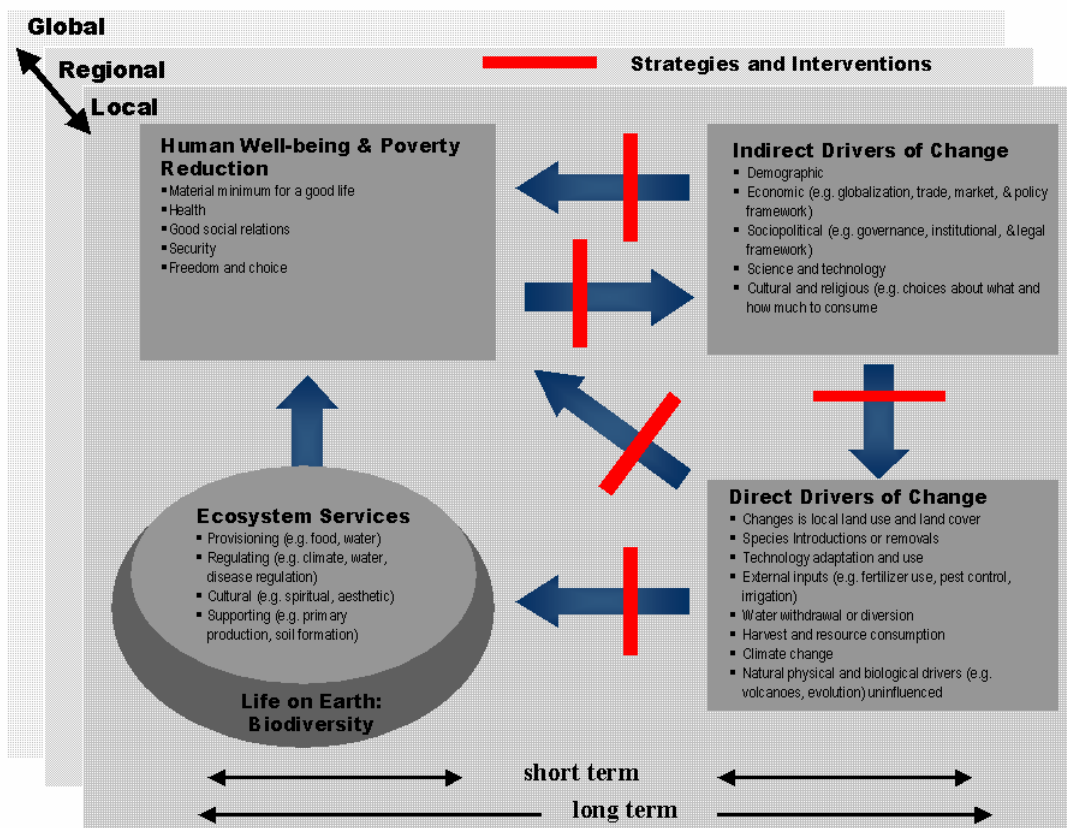 Global
Regional
Strategies and Interventions
Local
Human Well-being & Poverty
Reduction
▪Material minimum for a good life
▪Health
▪Good social relations
▪Security
▪Freedom and choice
Indirect Drivers of Change
▪ Demographic
▪ Economic (e.g. globalization, trade, market, & policy
framework)
▪ Sociopolitical (e.g. governance, institutional, & legal
framework)
▪ Science and technology
▪ Cultural and religious (e.g. choices about what and
how much to consume
Ecosystem Services
▪ Provisioning (e.g. food, water)
▪ Regulating (e.g. climate, water,
disease regulation)
▪ Cultural (e.g. spiritual, aesthetic)
▪ Supporting (e.g. primary
production, soil formation)
Life on Earth:
Biodiversity
Direct Drivers of Change
▪ Changes is local land use and land cover
▪ Species Introductions or removals
▪ Technology adaptation and use
▪ External inputs (e.g. fertilizer use, pest control,
irrigation)
▪ Water withdrawal or diversion
▪ Harvest and resource consumption
▪ Climate change
▪ Natural physical and biological drivers (e.g.
volcanoes, evolution) uninfluenced
short term
long term